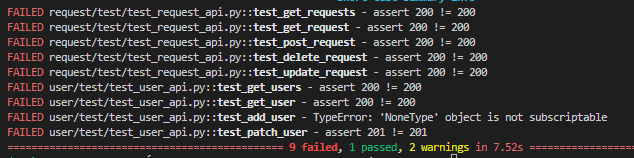 FAILED request/test/test_request_api.py::test_get_requests - assert 200 != 200
FAILED request/test/test_request_api.py::test_get_request - assert 200 != 200
FAILED request/test/test_request_api.py::test_post_request - assert 200 != 200
FAILED request/test/test_request_api.py::test_delete_request - assert 200 != 200
FAILED request/test/test_request_api.py::test_update_request - assert 200 != 200
FAILED user/test/test_user_api.py::test_get_users - assert 200 != 200
FAILED user/test/test_user_api.py::test_get_user - assert 200 != 200
FAILED user/test/test_user_api.py::test_add_user - TypeError: 'NoneType' object is not subscriptable
FAILED user/test/test_user_api.py::test_patch_user - assert 201 != 201
======================================== 9 failed, 1 passed, 2 warnings in 7.52s ========================================